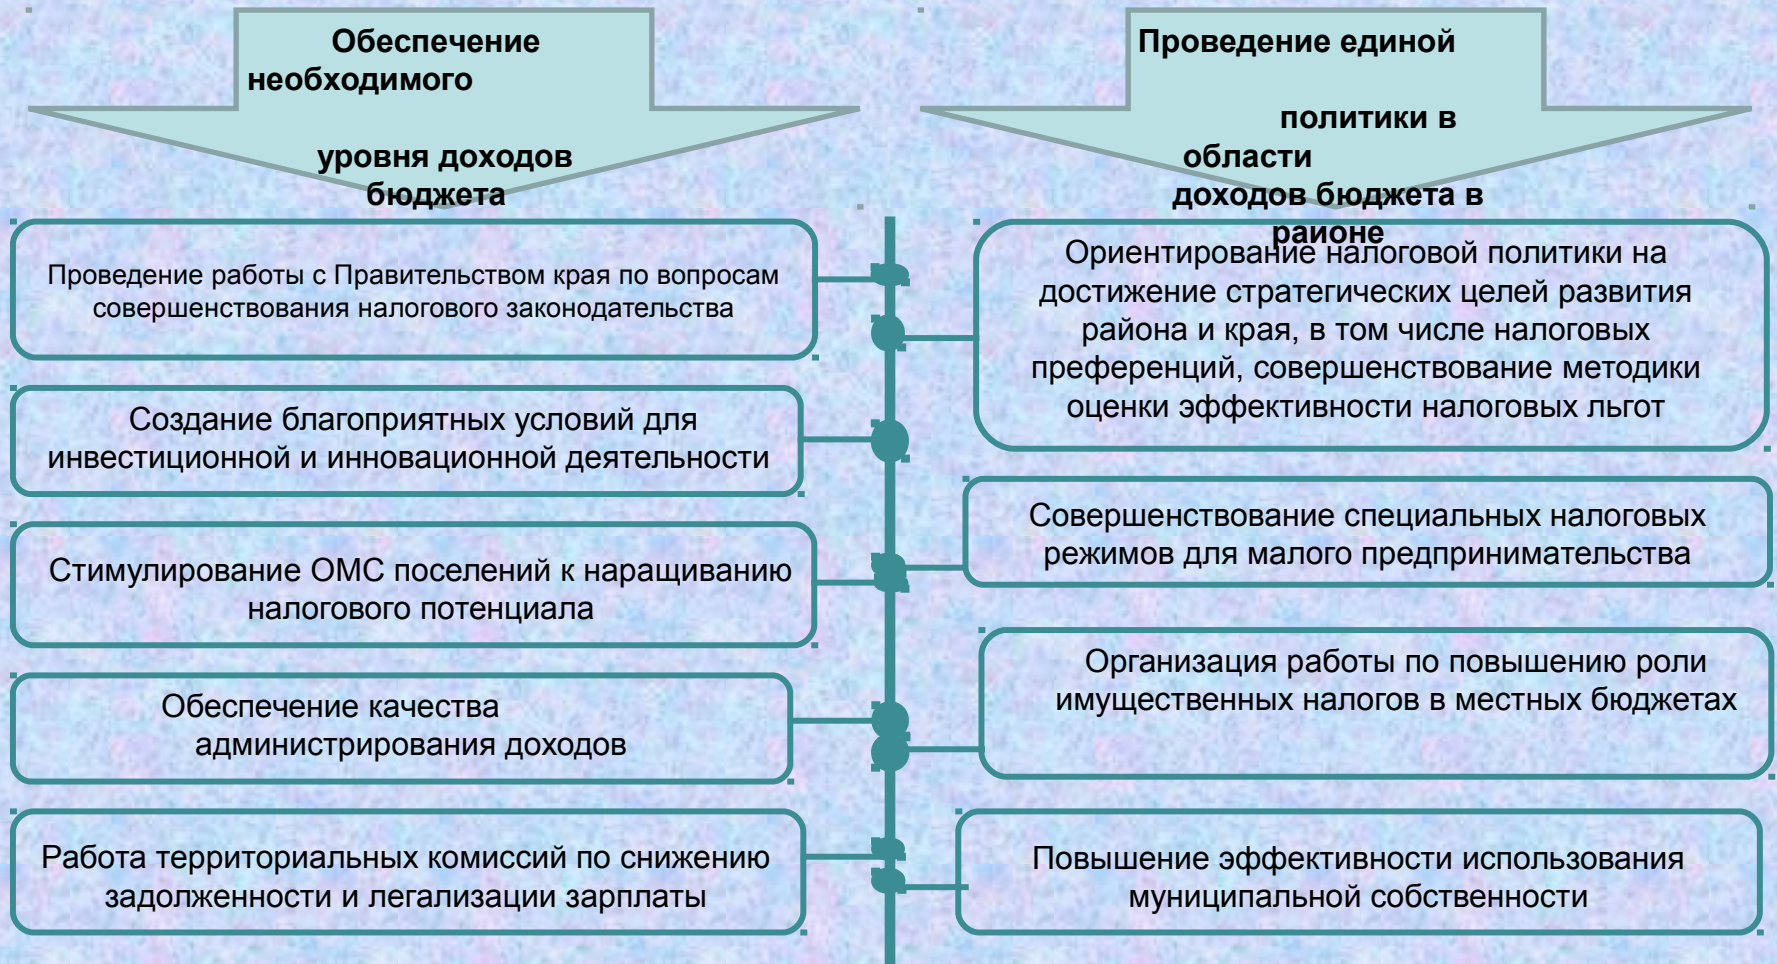 Обеспечение
необходимого
уровня доходов
бюджета
Проведение работы с Правительством края по вопросам
совершенствования налогового законодательства
Создание благоприятных условий для
инвестиционной и инновационной деятельности
Стимулирование ОМС поселений к наращиванию
налогового потенциала
Обеспечение качества
администрирования доходов
Работа территориальных комиссий по снижению
задолженности и легализации зарплаты
Проведение единой
политики в
области
доходов бюджета в
районе
Ориентирование налоговой политики на
достижение стратегических целей развития
района и края, в том числе налоговых
преференций, совершенствование методики
оценки эффективности налоговых льгот
Совершенствование специальных налоговых
режимов для малого предпринимательства
Организация работы по повышению роли
имущественных налогов в местных бюджетах
Повышение эффективности использования
муниципальной собственности